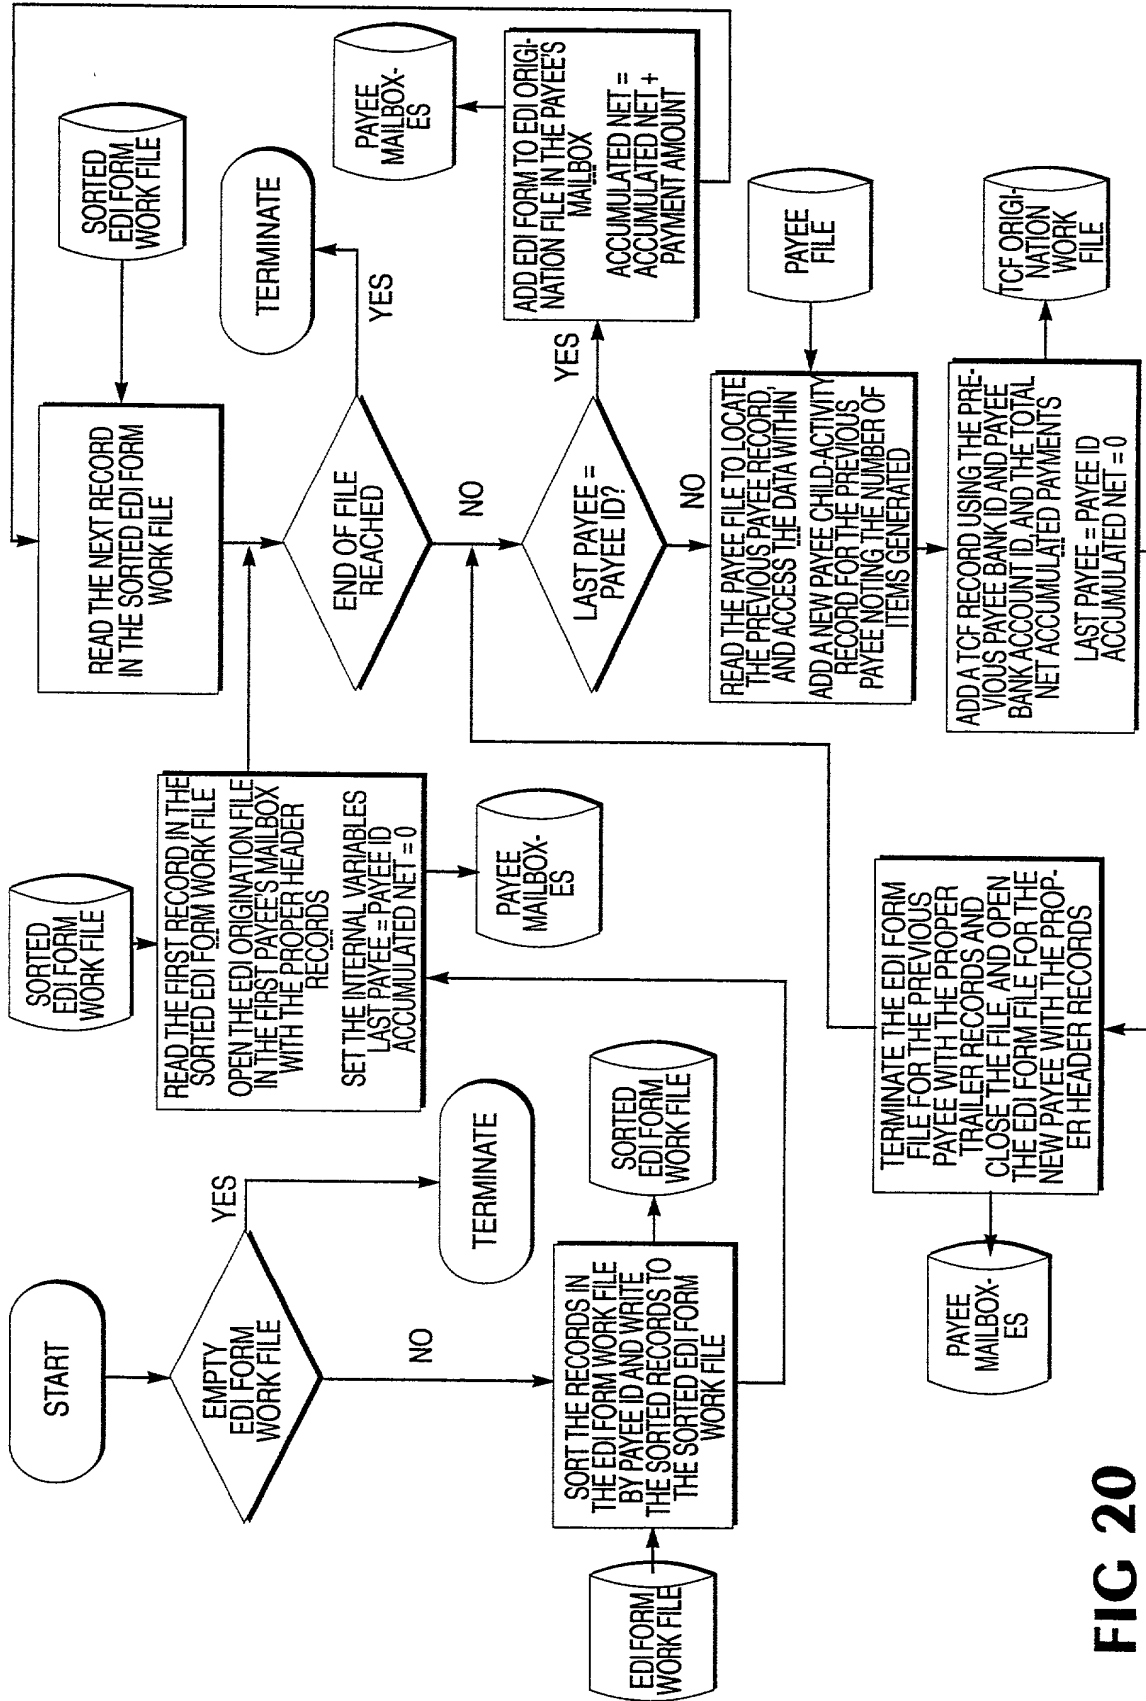 START
EMPTY
EDI FORM
WORK FILE
YES
NO
TERMINATE
EDI FORM
WORK FILE
SORT THE RECORDS IN
THE EDI FORM WORK FILE
BY PAYEE ID AND WRITE
THE SORTED RECORDS TO
THE SORTED EDI FORM
WORK FILE
SORTED
EDI FORM
WORK FILE
SORTED
EDI FORM
WORK FILE
READ THE FIRST RECORD IN THE
SORTED EDI FORM WORK FILE
OPEN THE EDI ORIGINATION FILE
IN THE FIRST PAYEE'S MAILBOX
WITH THE PROPER HEADER
RECORDS
SET THE INTERNAL VARIABLES
LAST PAYEE = PAYEE ID
ACCUMULATED NET = 0
PAYEE
MAILBOX-
ES
SORTED
EDI FORM
WORK FILE
READ THE NEXT RECORD
IN THE SORTED EDI FORM
WORK FILE
END OF FILE
REACHED
YES
TERMINATE
NO
LAST PAYEE =
PAYEE ID?
YES
ADD EDI FORM TO EDI ORIGI-
NATION FILE IN THE PAYEE'S
MAILBOX
ACCUMULATED NET =
ACCUMULATED NET +
PAYMENT AMOUNT
PAYEE
MAILBOX-
ES
NO
READ THE PAYEE FILE TO LOCATE
THE PREVIOUS PAYEE RECORD,
AND ACCESS THE DATA WITHIN
ADD A NEW PAYEE CHILD-ACTIVITY
RECORD FOR THE PREVIOUS
PAYEE NOTING THE NUMBER OF
ITEMS GENERATED
PAYEE
FILE
ADD A TCF RECORD USING THE PRE-
VIOUS PAYEE BANK ID AND PAYEE
BANK ACCOUNT ID, AND THE TOTAL
NET ACCUMULATED PAYMENTS
LAST PAYEE = PAYEE ID
ACCUMULATED NET = 0
TCF ORIGI-
NATION
WORK
FILE
TERMINATE THE EDI FORM
FILE FOR THE PREVIOUS
PAYEE WITH THE PROPER
TRAILER RECORDS AND
CLOSE THE FILE, AND OPEN
THE EDI FORM FILE FOR THE
NEW PAYEE WITH THE PROP-
ER HEADER RECORDS
PAYEE
MAILBOX-
ES
FIG 20